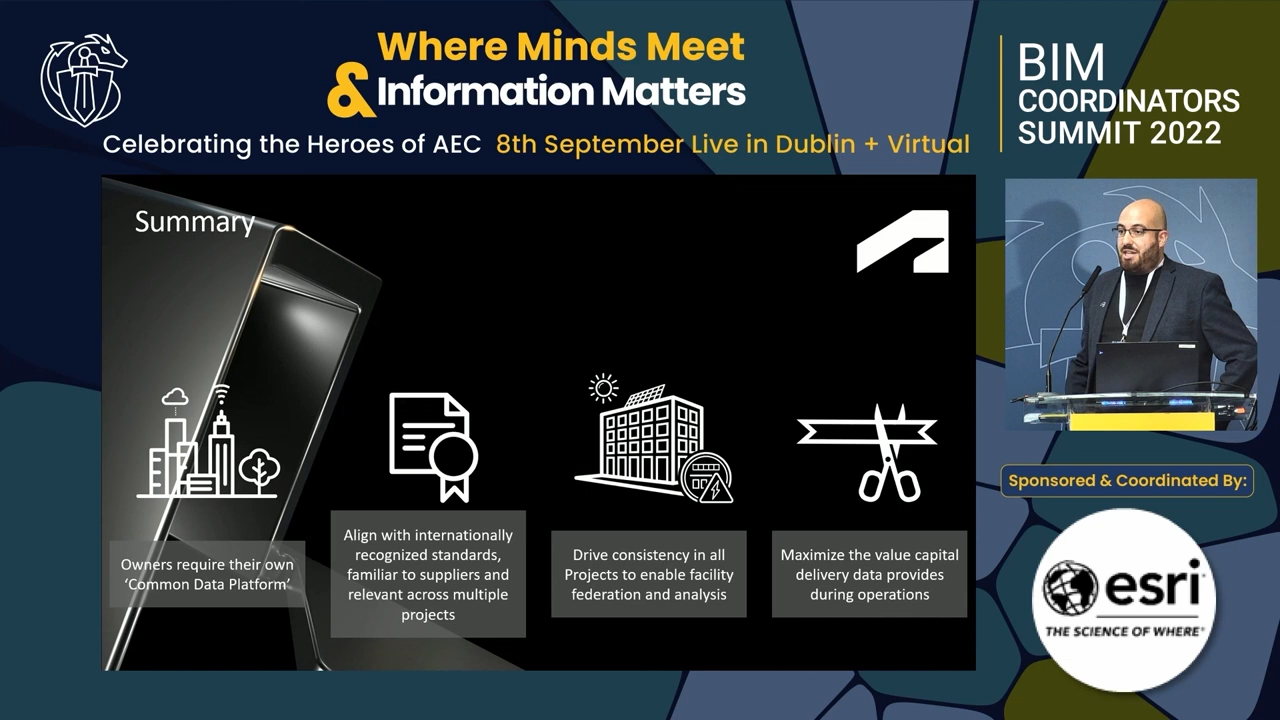 Where Minds Meet
& Information Matters
Celebrating the Heroes of AEC 8th September Live in Dublin + Virtual
BIM
COORDINATORS
SUMMIT 2022
Summary
Owners require their own
‘Common Data Platform’
Align with internationally
recognized standards,
familiar to suppliers and
relevant across multiple
projects
Drive consistency in all
Projects to enable facility
federation and analysis
Maximize the value capital
delivery data provides
during operations
Sponsored & Coordinated By:
esri
THE SCIENCE OF WHERE®